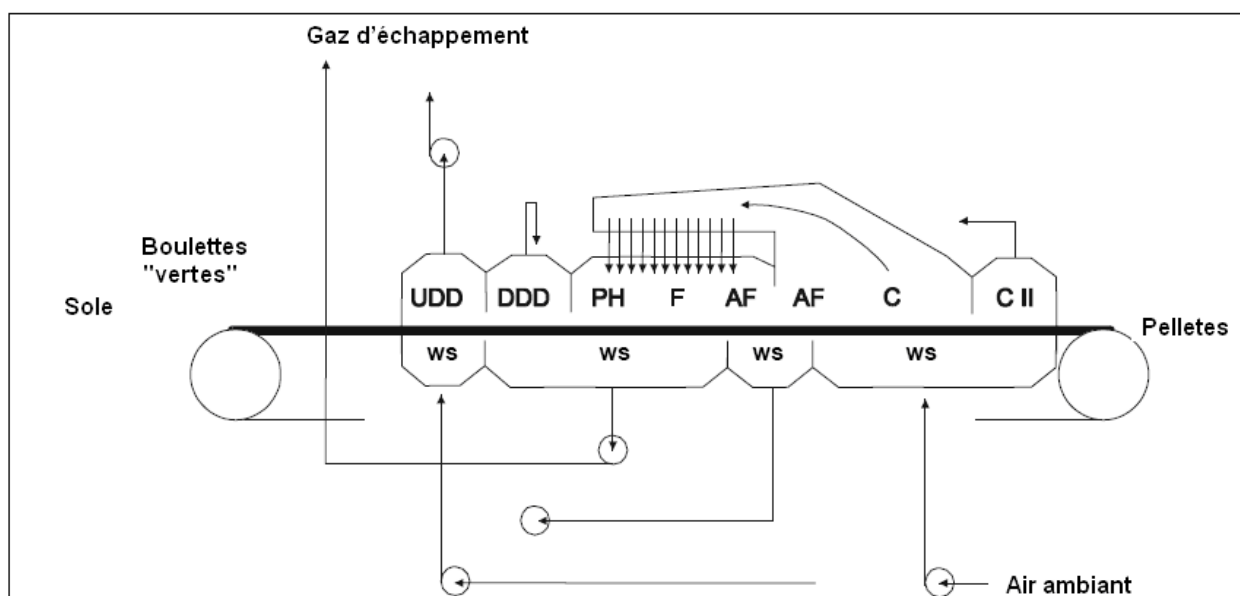 Gaz d'échappement
Boulettes
"vertes"
Sole
UDD DDD PH F AF AF C C II
Pelletes
ws ws ws ws
Air ambiant